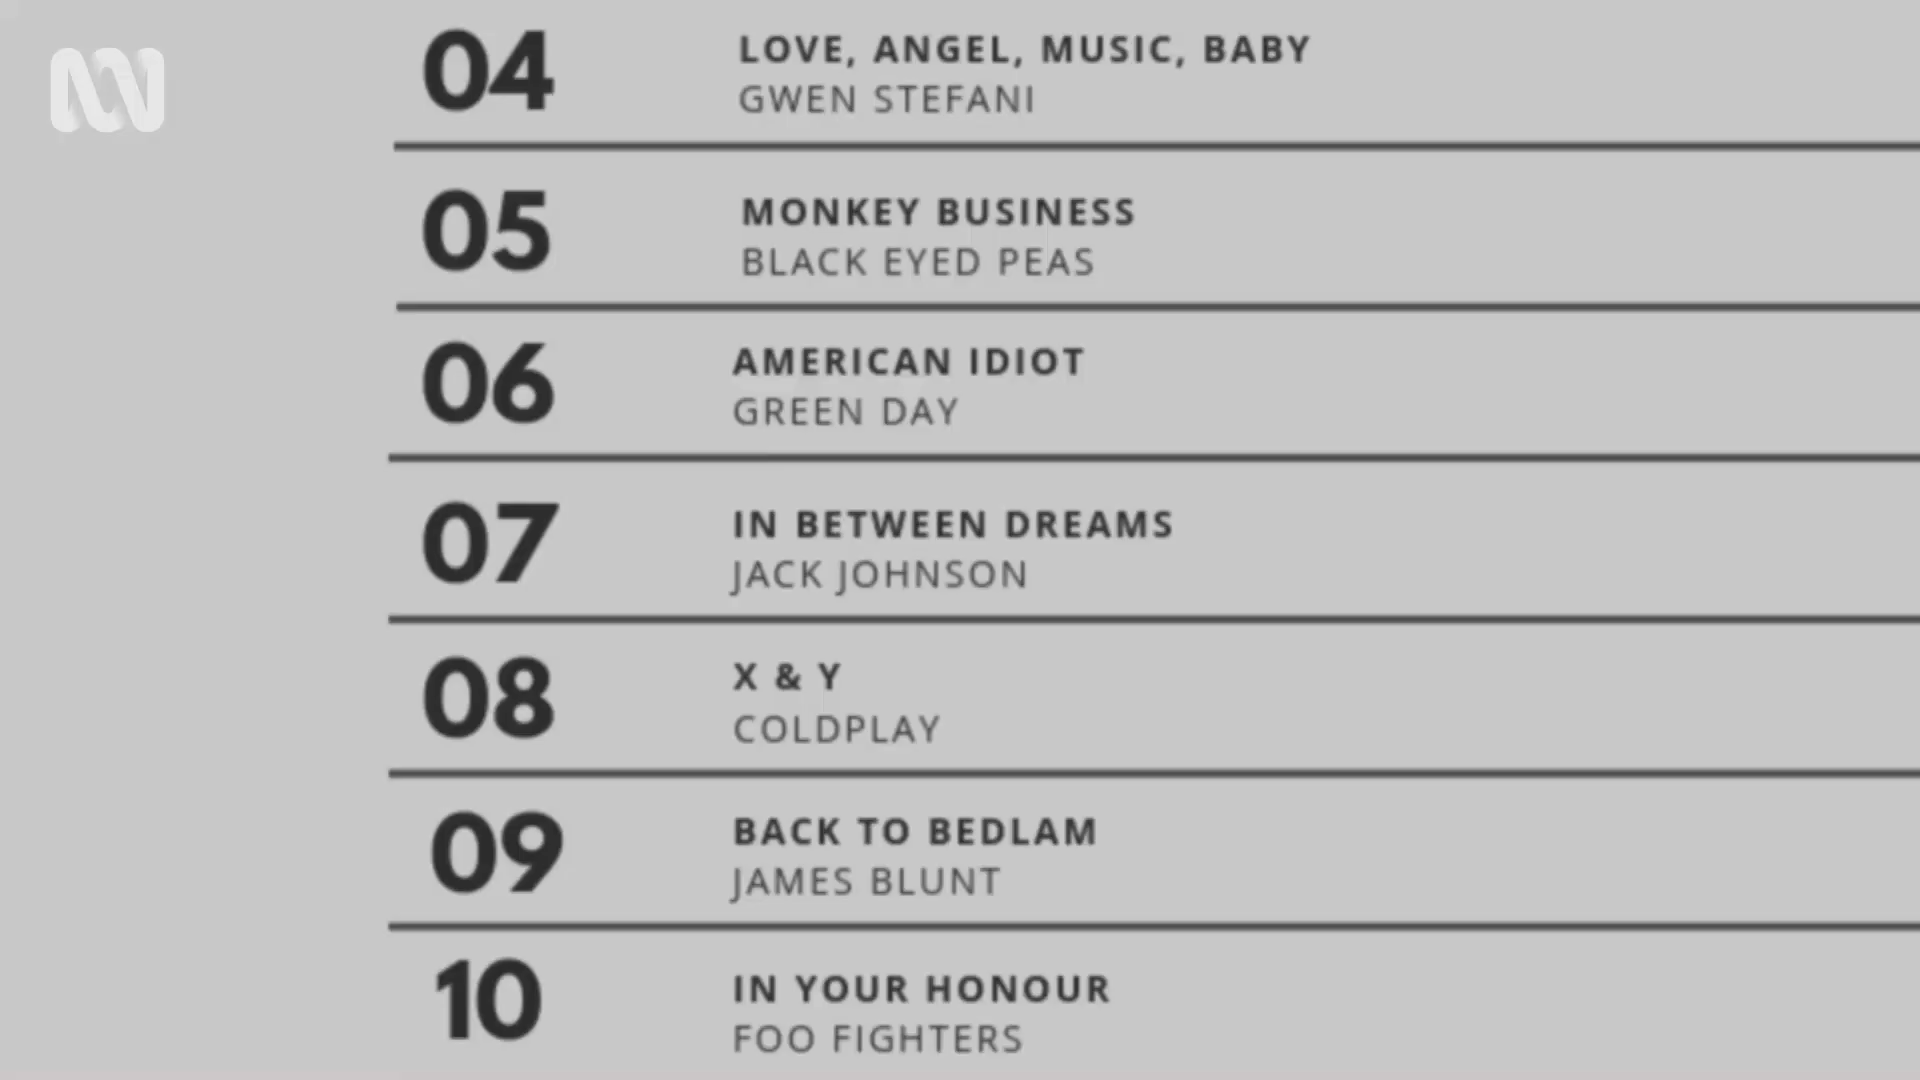 04
LOVE, ANGEL, MUSIC, BABY
GWEN STEFANI
05
MONKEY BUSINESS
BLACK EYED PEAS
06
AMERICAN IDIOT
GREEN DAY
07
IN BETWEEN DREAMS
JACK JOHNSON
08
X & Y
COLDPLAY
09
BACK TO BEDLAM
JAMES BLUNT
10
IN YOUR HONOUR
FOO FIGHTERS